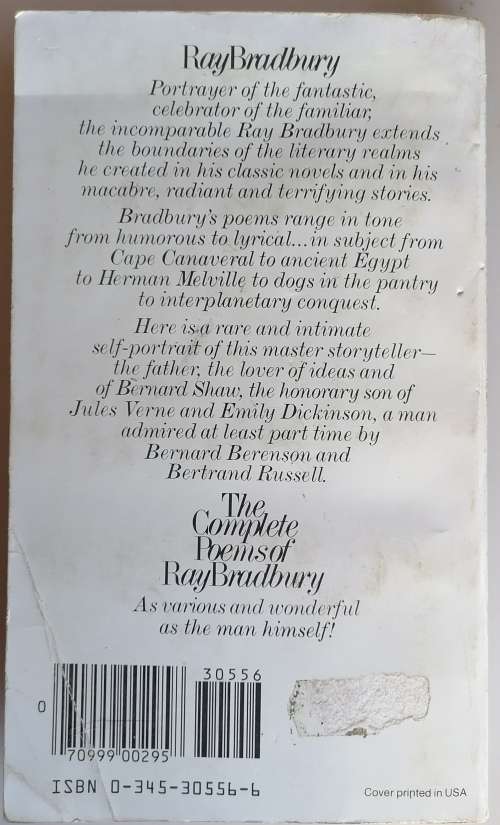 Ray Bradbury
Portrayer of the fantastic,
celebrator of the familiar,
the incomparable Ray Bradbury extends
the boundaries of the literary realms
he created in his classic novels and in his
macabre, radiant and terrifying stories.
Bradbury's poems range in tone
from humorous to lyrical...in subject from
Cape Canaveral to ancient Egypt
to Herman Melville to dogs in the pantry
to interplanetary conquest.
Here is a rare and intimate
self-portrait of this master storyteller—
the father, the lover of ideas and
of Bernard Shaw, the honorary son of
Jules Verne and Emily Dickinson, a man
admired at least part time by
Bernard Berenson and
Bertrand Russell.
The
Complete
Poems of
Ray Bradbury
As various and wonderful
as the man himself!
30556
0
70999 00295
ISBN 0-345-30556-6
Cover printed in USA